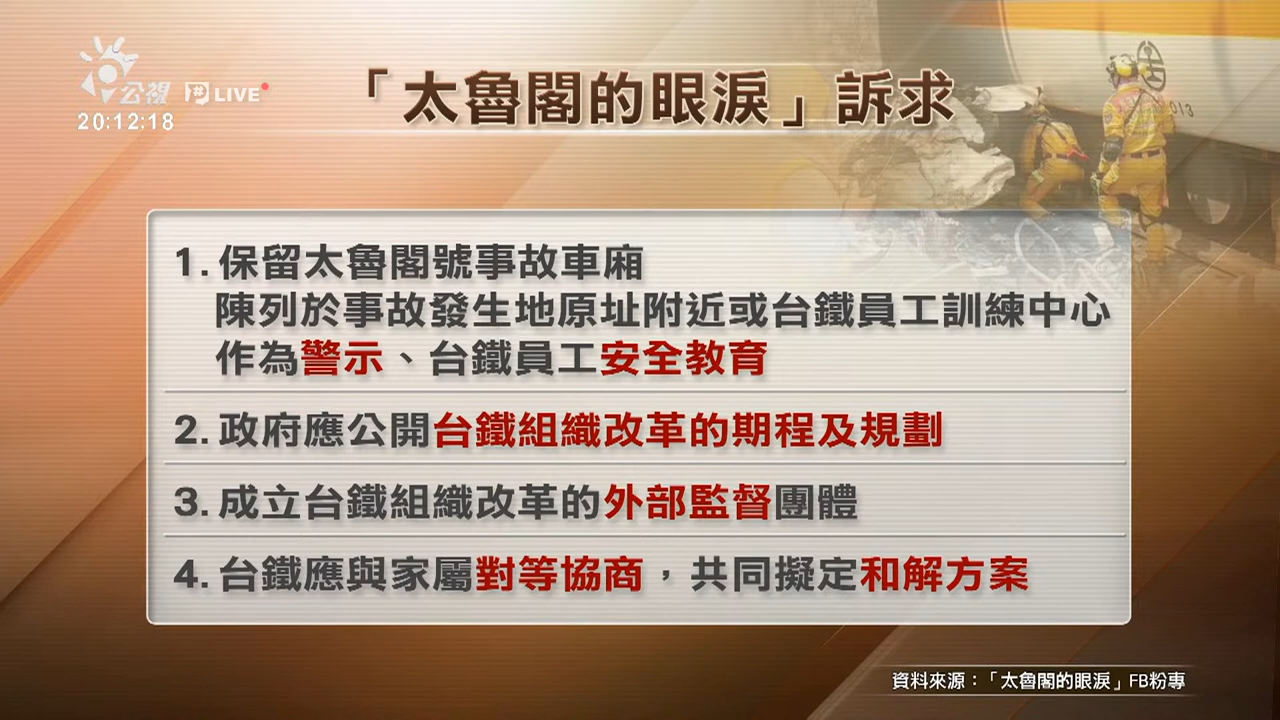 公視
LIVE
20:12:18
「太魯閣的眼淚」訴求
013
1. 保留太魯閣號事故車廂
陳列於事故發生地原址附近或台鐵員工訓練中心
作為警示、台鐵員工安全教育
2. 政府應公開台鐵組織改革的期程及規劃
3. 成立台鐵組織改革的外部監督團體
4. 台鐵應與家屬對等協商，共同擬定和解方案
資料來源：「太魯閣的眼淚」FB粉專